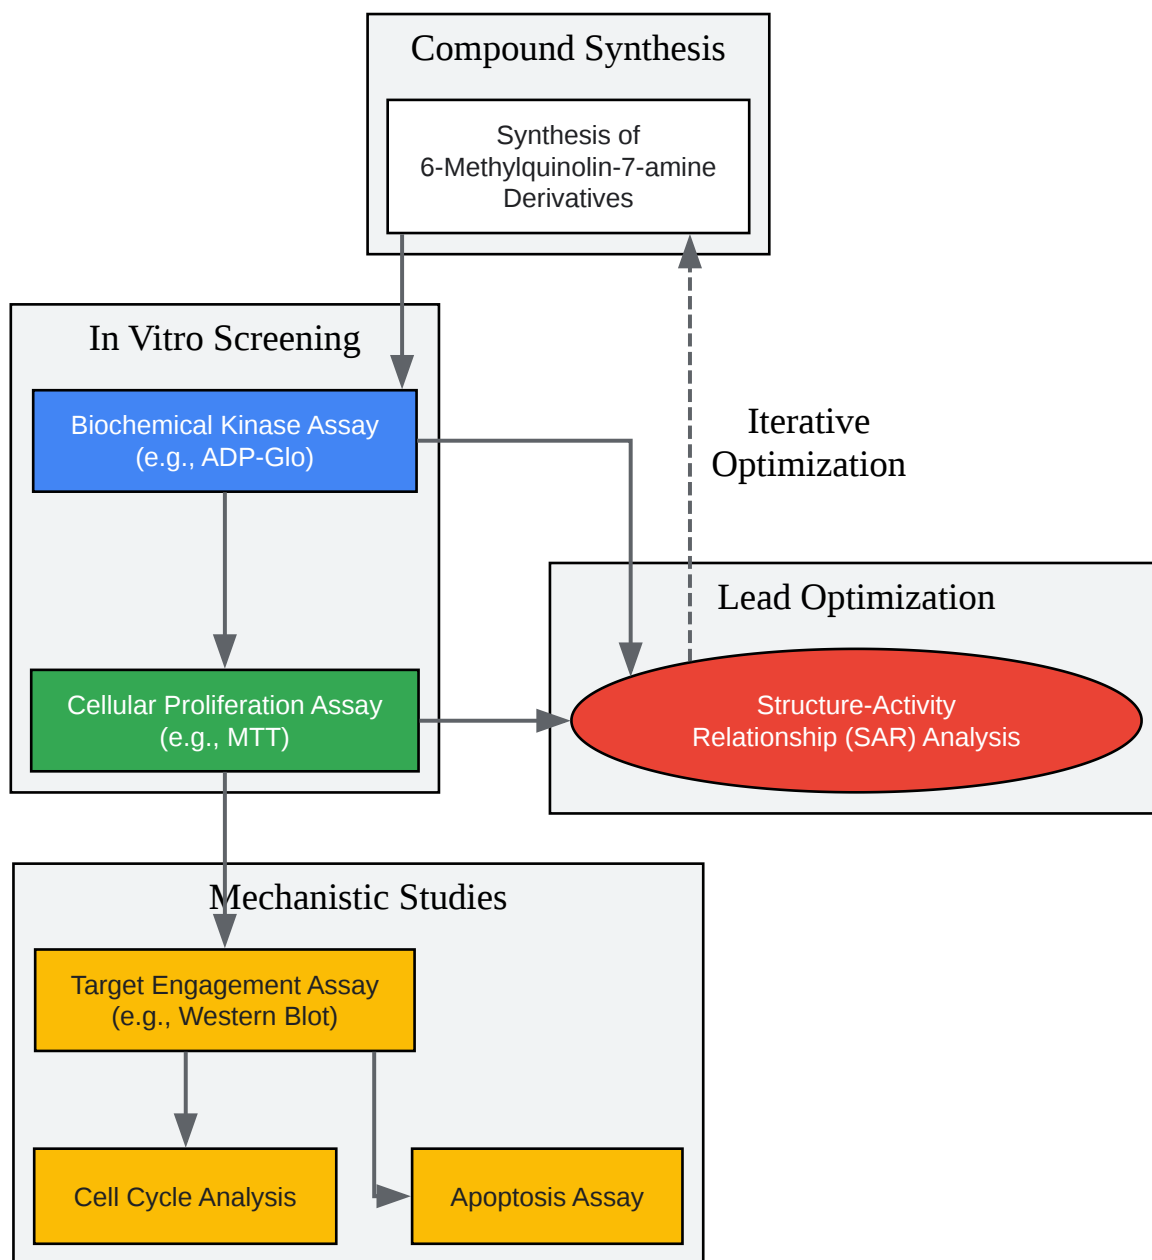 Compound Synthesis
Synthesis of
6-Methylquinolin-7-amine
Derivatives
In Vitro Screening
Biochemical Kinase Assay
(e.g., ADP-Glo)
Iterative
Optimization
Lead Optimization
Cellular Proliferation Assay
(e.g., MTT)
Structure-Activity
Relationship (SAR) Analysis
Mechanistic Studies
Target Engagement Assay
(e.g., Western Blot)
Cell Cycle Analysis
Apoptosis Assay